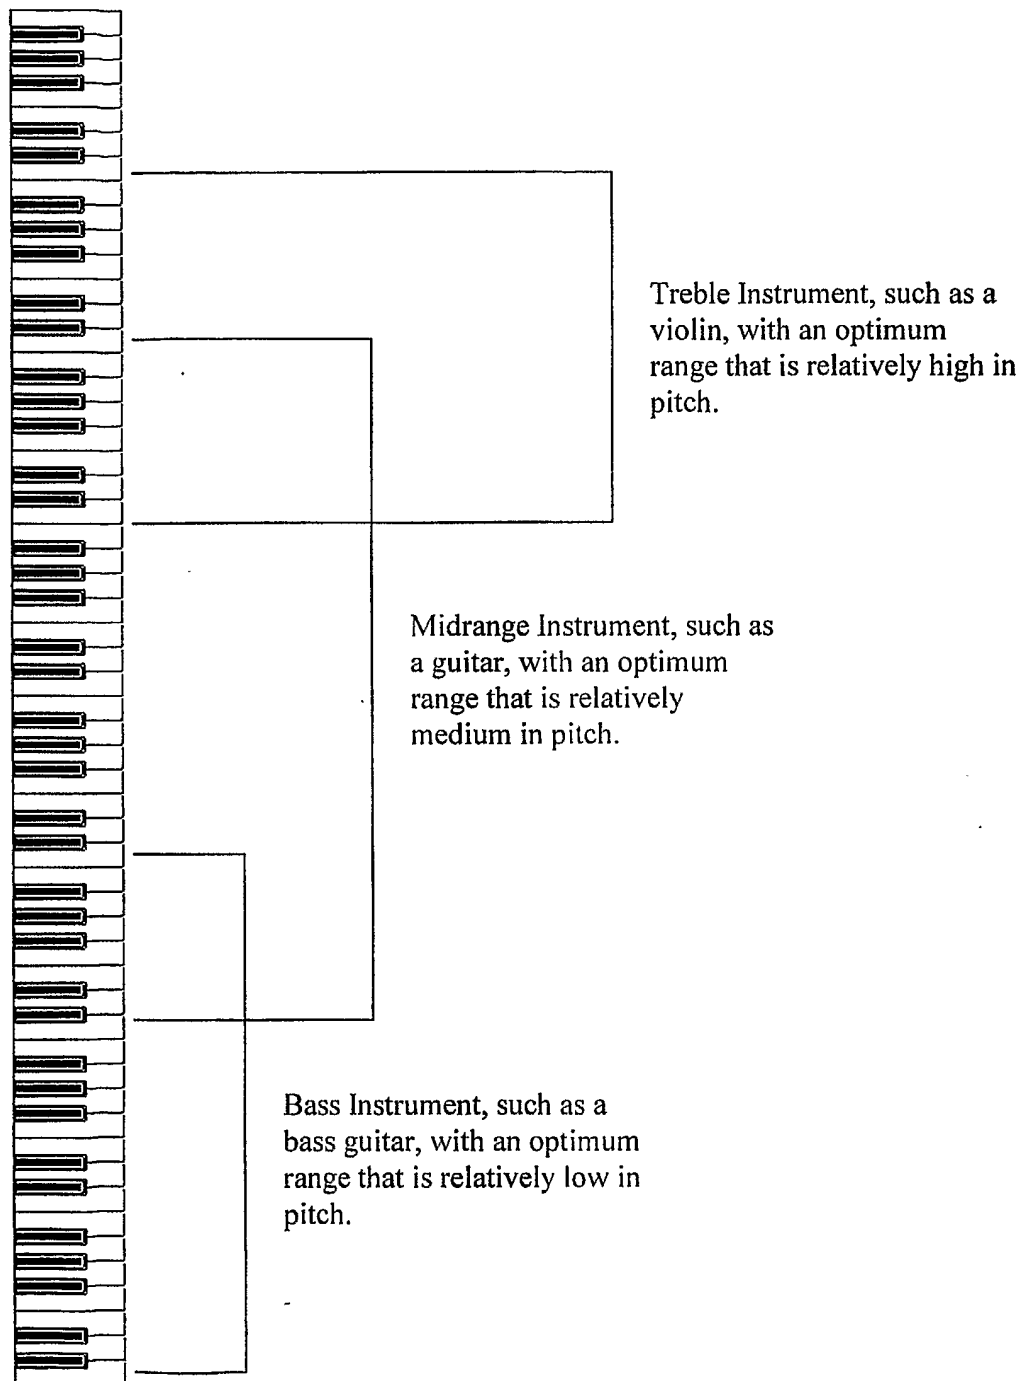 Treble Instrument, such as a
violin, with an optimum
range that is relatively high in
pitch.
Midrange Instrument, such as
a guitar, with an optimum
range that is relatively
medium in pitch.
Bass Instrument, such as a
bass guitar, with an optimum
range that is relatively low in
pitch.